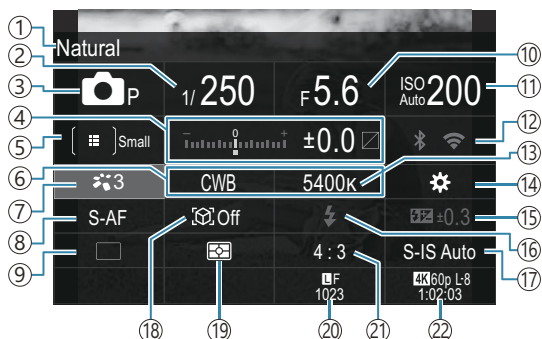 ① Natural
② 1/250 ⑩ F5.6 ISO Auto 200 ⑪
③ P
④ − 0 + ±0.0 ⑫
⑤ Small
⑥ CWB 5400K ⑬
⑦ 3 ⑭
⑧ S-AF Off ±0.3 ⑮
⑨ 4:3 ⑯ S-IS Auto ⑰
LF 4K 60p L-8
1023 1:02:03
⑱ ⑲ ⑳ ㉑ ㉒